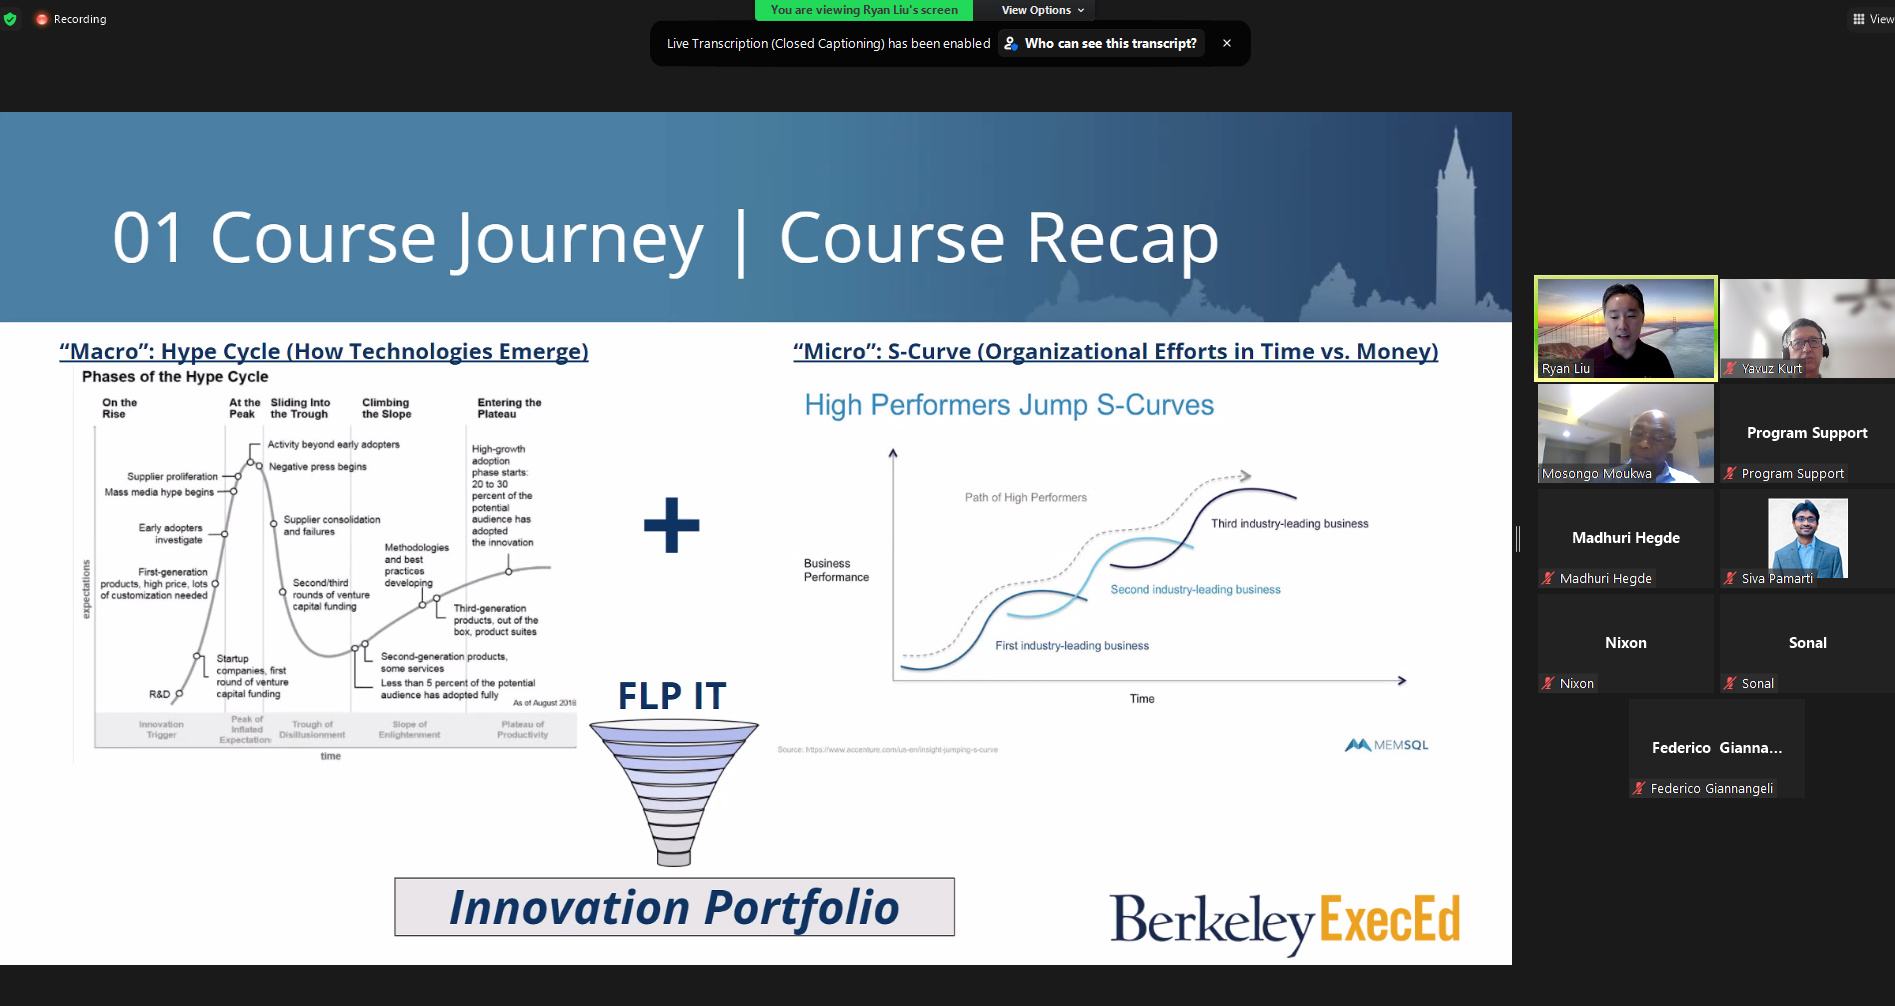 Recording
You are viewing Ryan Liu's screen
View Options
View
Live Transcription (Closed Captioning) has been enabled
Who can see this transcript?
01 Course Journey | Course Recap
“Macro”: Hype Cycle (How Technologies Emerge)
Phases of the Hype Cycle
On the
Rise
At the
Peak
Sliding Into
the Trough
Climbing
the Slope
Entering the
Plateau
Activity beyond early adopters
Negative press begins
Supplier proliferation
Mass media hype begins
Early adopters
investigate
First-generation
products, high price, lots
of customization needed
Startup
companies, first
round of venture
capital funding
R&D
Supplier consolidation
and failures
Second/third
rounds of venture
capital funding
Methodologies
and best
practices
developing
High-growth
adoption
phase starts:
20 to 30
percent of the
potential
audience has
adopted
the innovation
Third-generation
products, out of the
box, product suites
Second-generation products,
some services
Less than 5 percent of the potential
audience has adopted fully
As of August 2018
expectations
Innovation
Trigger
Peak of
Inflated
Expectations
Trough of
Disillusionment
Slope of
Enlightenment
Plateau of
Productivity
time
+
“Micro”: S-Curve (Organizational Efforts in Time vs. Money)
High Performers Jump S-Curves
Path of High Performers
Third industry-leading business
Business
Performance
Second industry-leading business
First industry-leading business
Time
Source: https://www.accenture.com/us-en/insight-jumping-s-curve
MEMSQL
FLP IT
Innovation Portfolio
Berkeley ExecEd
Ryan Liu
Yavuz Kurt
Mosongo Moukwa
Program Support
Program Support
Madhuri Hegde
Madhuri Hegde
Siva Pamarti
Nixon
Nixon
Sonal
Sonal
Federico Gianna...
Federico Giannangeli